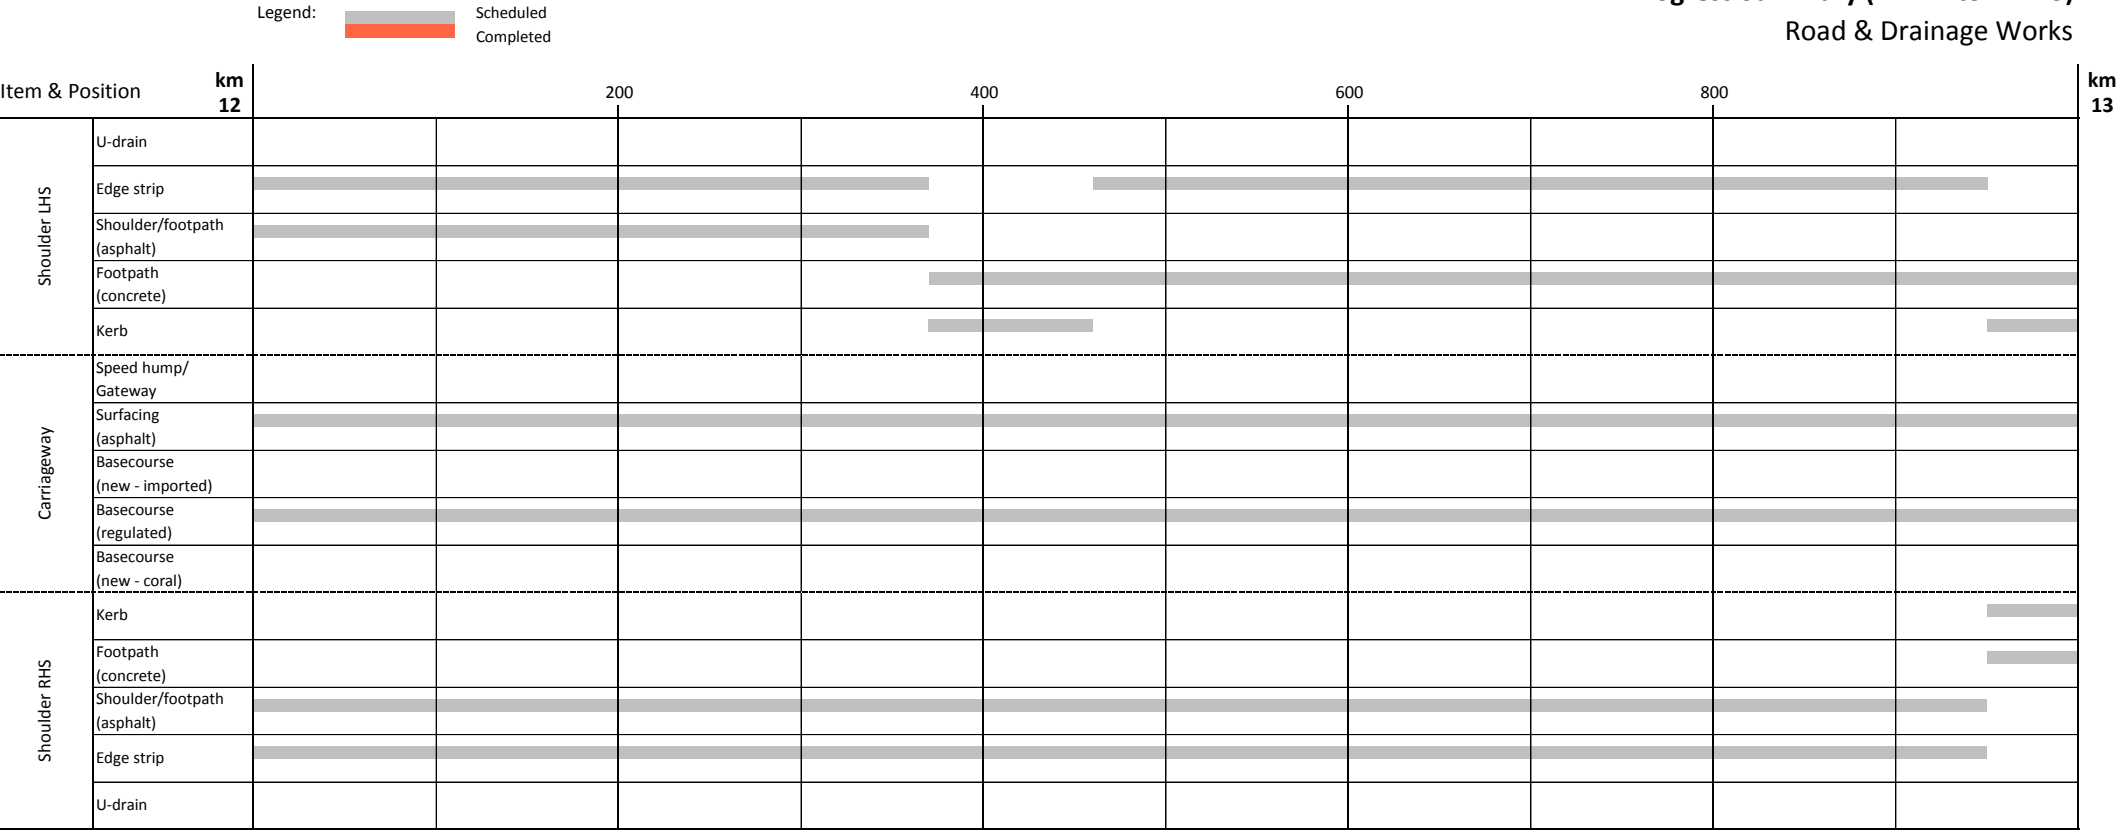 Legend:
Scheduled
Completed
Road & Drainage Works
Item & Position
km
12
200
400
600
800
km
13
Shoulder LHS
U-drain
Edge strip
Shoulder/footpath
(asphalt)
Footpath
(concrete)
Kerb
Carriageway
Speed hump/
Gateway
Surfacing
(asphalt)
Basecourse
(new - imported)
Basecourse
(regulated)
Basecourse
(new - coral)
Shoulder RHS
Kerb
Footpath
(concrete)
Shoulder/footpath
(asphalt)
Edge strip
U-drain